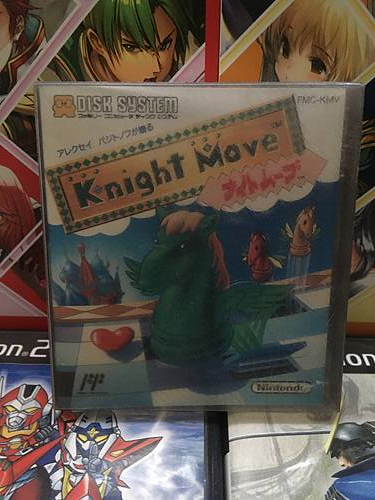 DISK SYSTEM
ファミリー コンピュータ ディスク システム
FMC-KMV
アレクセイ パジトノフが贈る
Knight Move
TM
ナイトムーブ
Nintendo
on 2